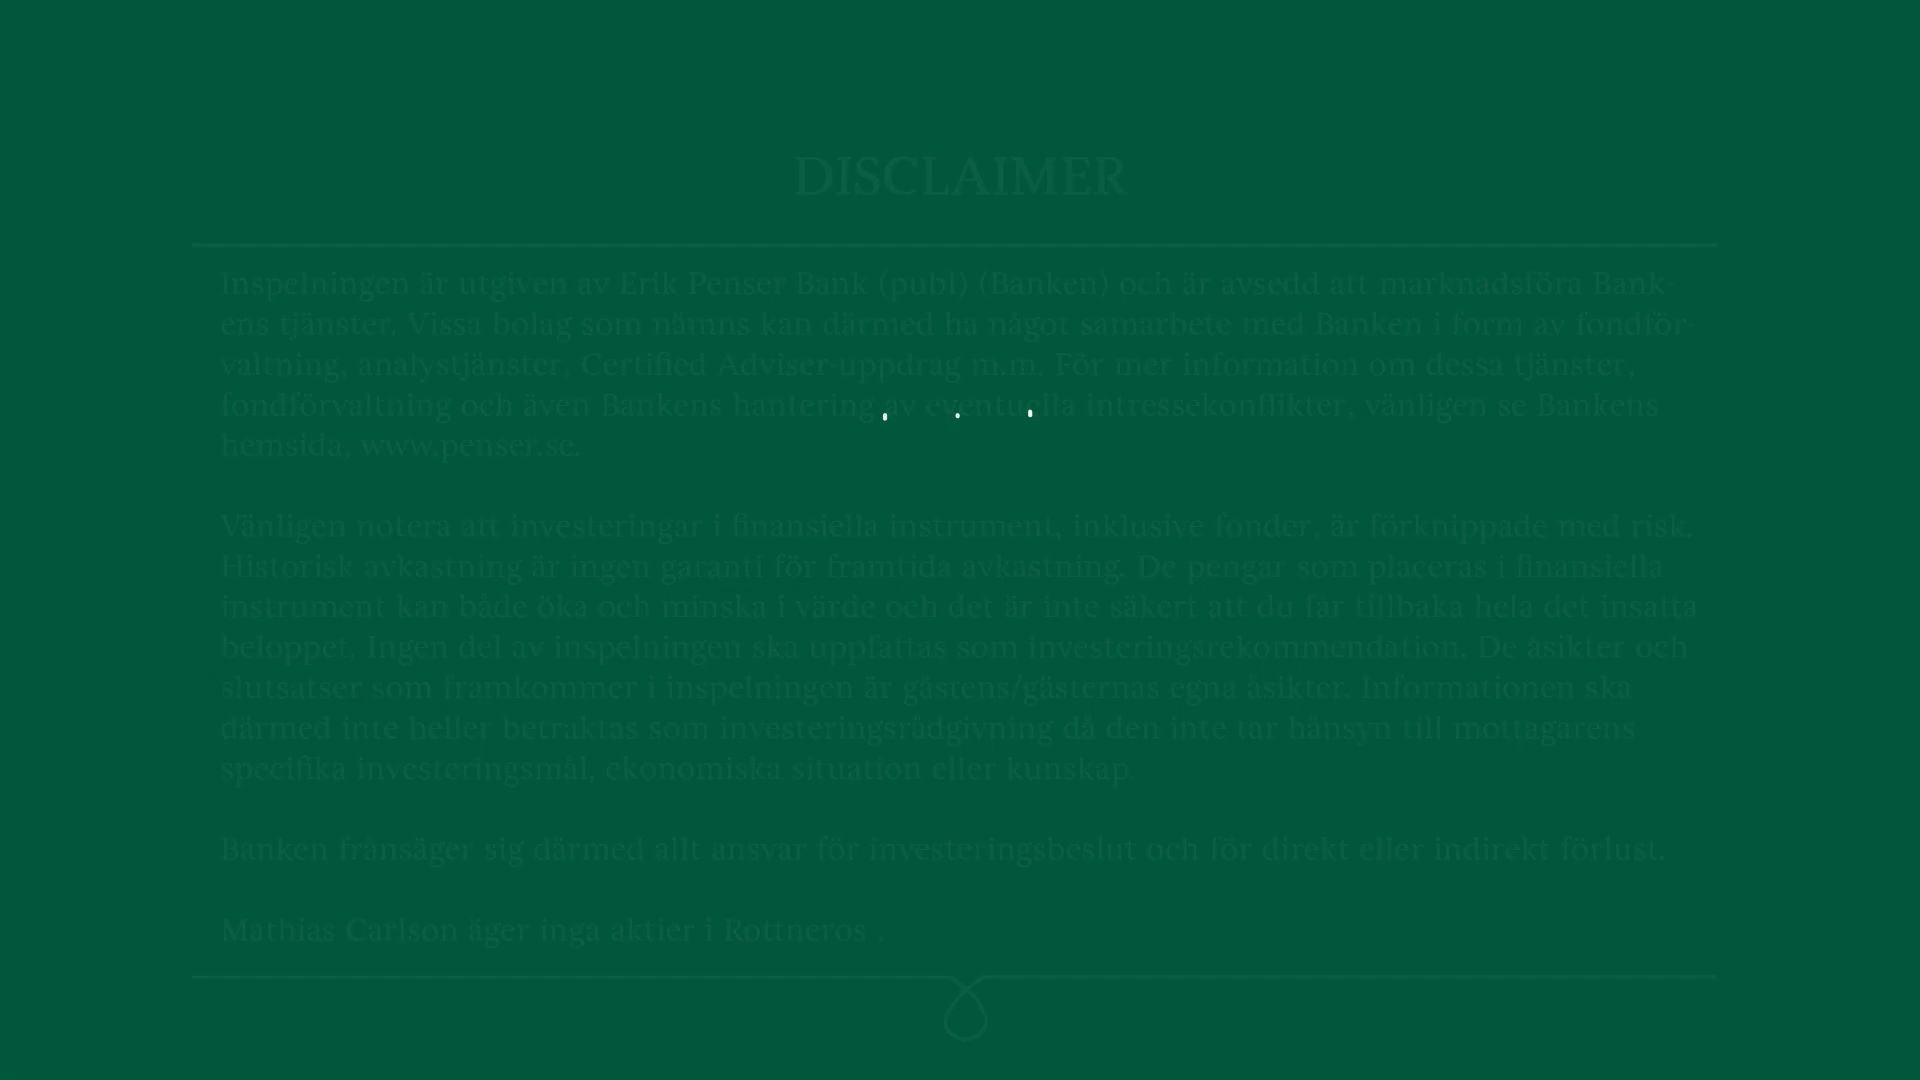 DISCLAIMER
Inspelningen är utgiven av Erik Penser Bank (publ) (Banken) och är avsedd att marknadsföra Bank-
ens tjänster. Vissa bolag som nämns kan därmed ha något samarbete med Banken i form av fondför-
valtning, analystjänster, Certified Adviser-uppdrag m.m. För mer information om dessa tjänster,
fondförvaltning och även Bankens hantering av eventuella intressekonflikter, vänligen se Bankens
hemsida, www.penser.se.
Vänligen notera att investeringar i finansiella instrument, inklusive fonder, är förknippade med risk.
Historisk avkastning är ingen garanti för framtida avkastning. De pengar som placeras i finansiella
instrument kan både öka och minska i värde och det är inte säkert att du får tillbaka hela det insatta
beloppet. Ingen del av inspelningen ska uppfattas som investeringsrekommendation. De åsikter och
slutsatser som framkommer i inspelningen är gästens/gästernas egna åsikter. Informationen ska
därmed inte heller betraktas som investeringsrådgivning då den inte tar hänsyn till mottagarens
specifika investeringsmål, ekonomiska situation eller kunskap.
Banken frånsäger sig därmed allt ansvar för investeringsbeslut och för direkt eller indirekt förlust.
Mathias Carlson äger inga aktier i Rottneros .